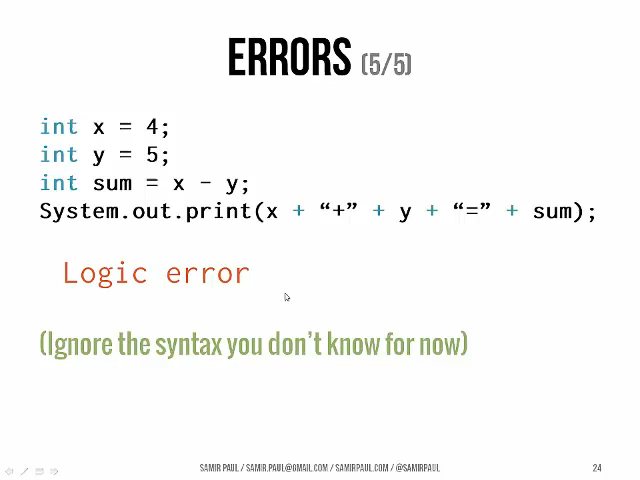 ERRORS (5/5)
int x = 4;
int y = 5;
int sum = x - y;
System.out.print(x + “+” + y + “=” + sum);
Logic error
(Ignore the syntax you don’t know for now)
SAMIR PAUL / SAMIR.PAUL@GMAIL.COM / SAMIRPAUL.COM / @SAMIRPAUL
24